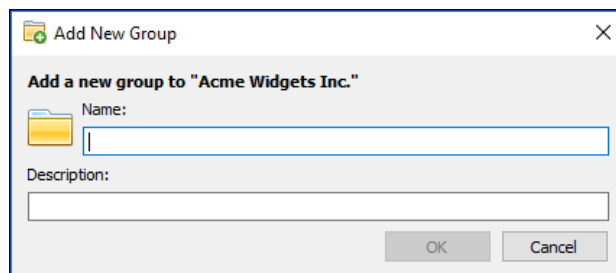 Add New Group
Add a new group to "Acme Widgets Inc."
Name:
Description:
OK
Cancel